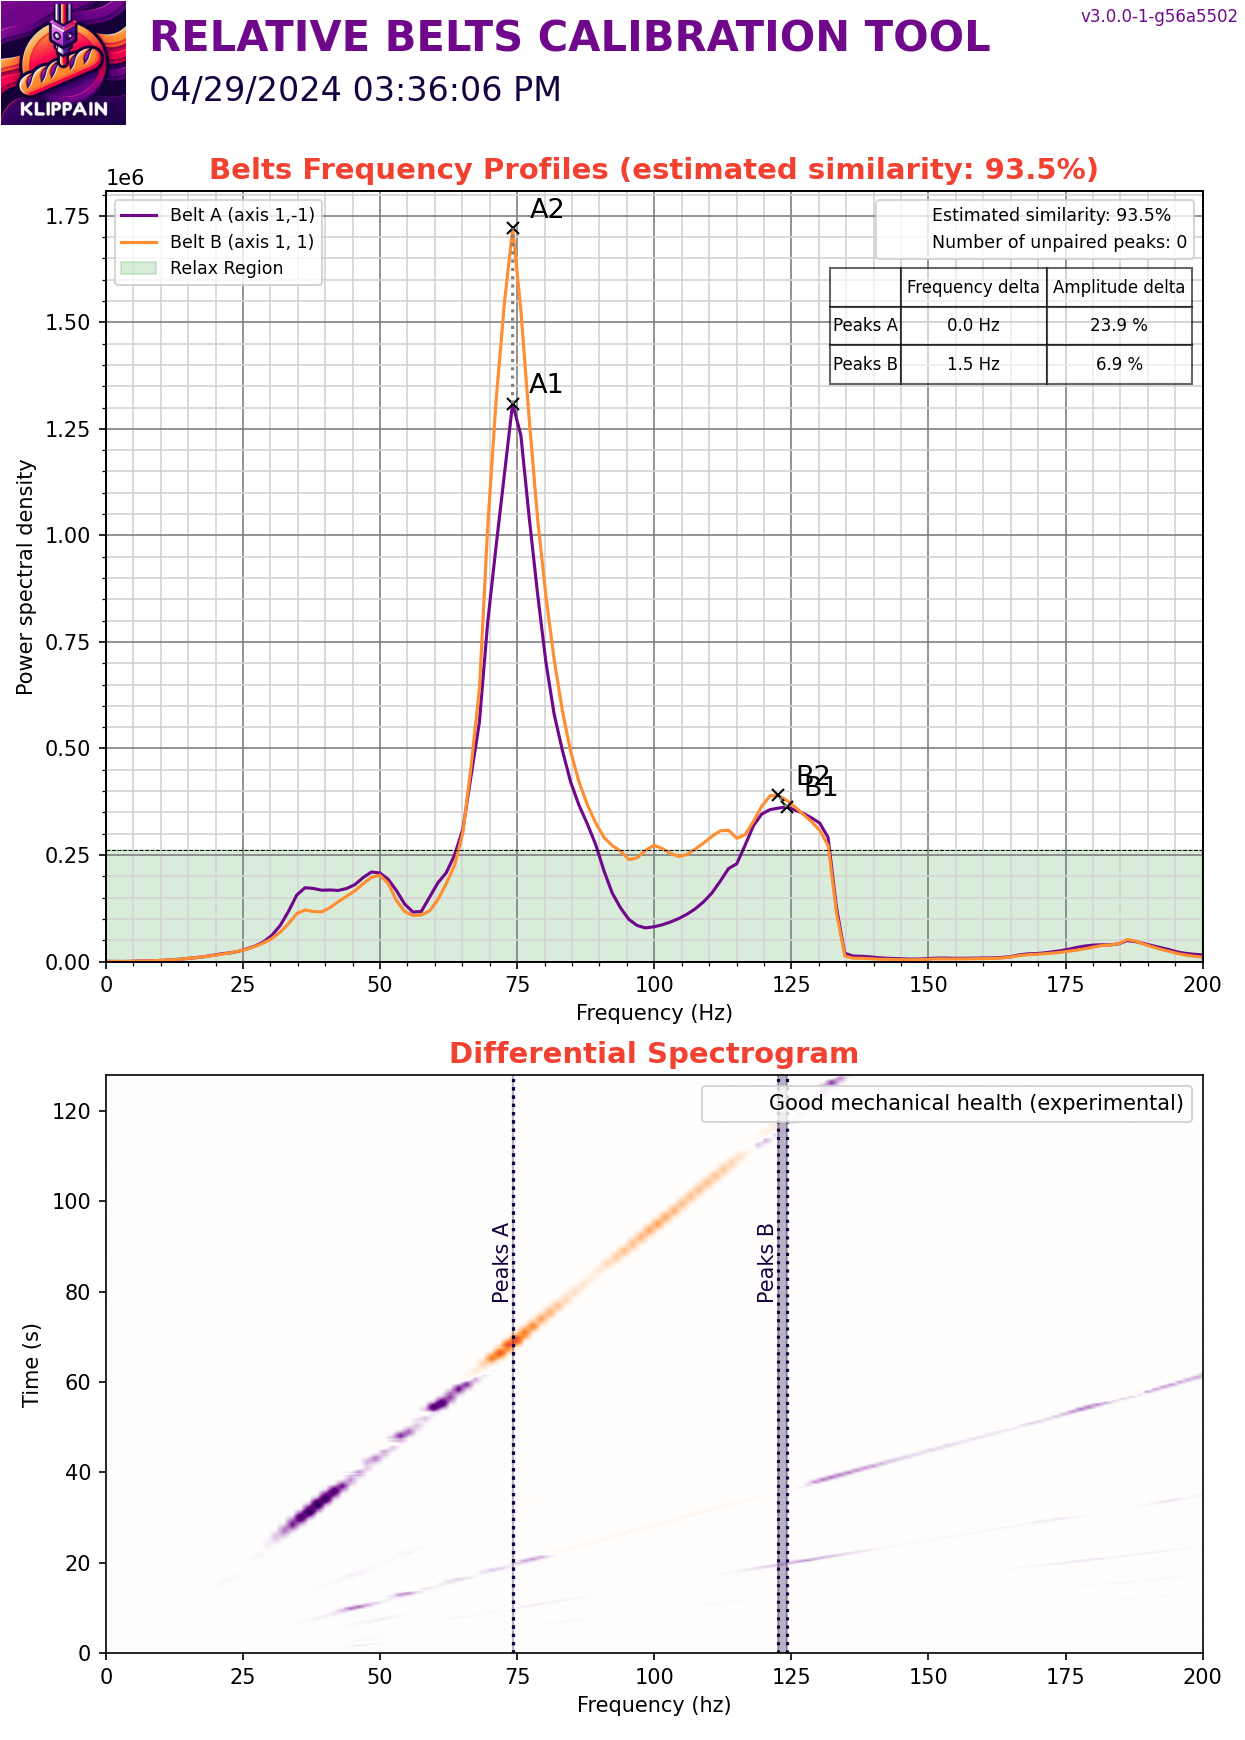 v3.0.0-1-g56a5502
RELATIVE BELTS CALIBRATION TOOL
04/29/2024 03:36:06 PM
KLIPPAIN
Belts Frequency Profiles (estimated similarity: 93.5%)
1e6
Belt A (axis 1,-1)
Belt B (axis 1, 1)
Relax Region
Estimated similarity: 93.5%
Number of unpaired peaks: 0
Frequency delta Amplitude delta
Peaks A 0.0 Hz 23.9 %
Peaks B 1.5 Hz 6.9 %
A2
A1
B2
B1
Power spectral density
1.75
1.50
1.25
1.00
0.75
0.50
0.25
0.00
0 25 50 75 100 125 150 175 200
Frequency (Hz)
Differential Spectrogram
Good mechanical health (experimental)
Peaks A
Peaks B
Time (s)
120
100
80
60
40
20
0
0 25 50 75 100 125 150 175 200
Frequency (hz)